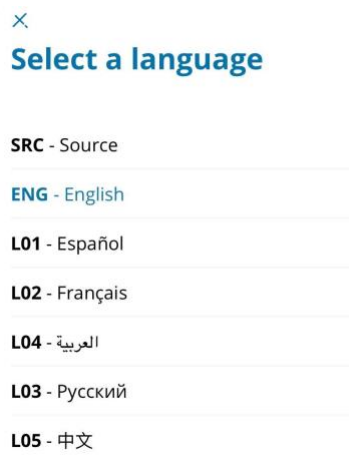 Select a language
SRC - Source
ENG - English
L01 - Español
L02 - Français
L04 - العربية
L03 - Русский
L05 - 中文